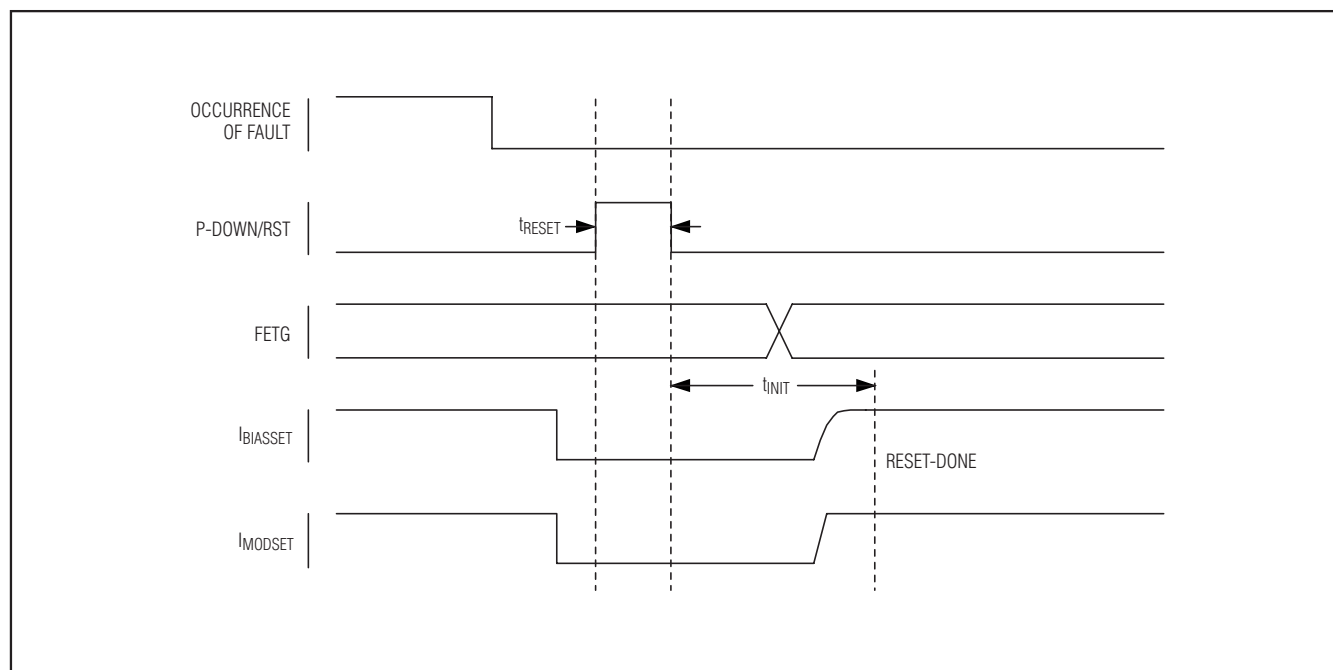 OCCURRENCE
OF FAULT
P-DOWN/RST
tRESET
FETG
tINIT
IBIASSET
RESET-DONE
IMODSET